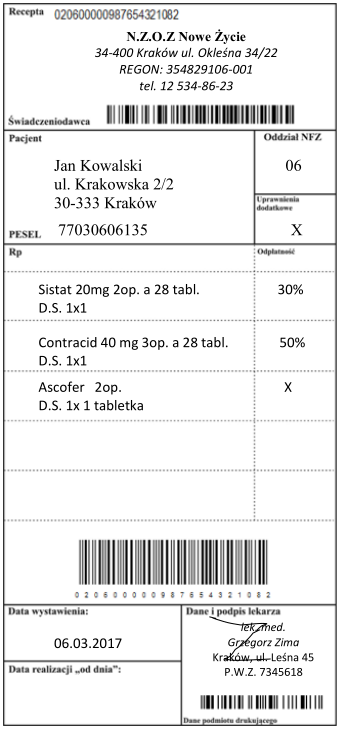 Recepta 02060000000987654321082
N.Z.O.Z Nowe Życie
34-400 Kraków ul. Okleśna 34/22
REGON: 354829106-001
tel. 12 534-86-23
Świadczeniodawca
Pacjent
Oddział NFZ
Jan Kowalski
06
ul. Krakowska 2/2
30-333 Kraków
Uprawnienia
dodatkowe
PESEL 77030606135
X
Rp
Odpłatność
Sistat 20mg 2op. a 28 tabl. 30%
D.S. 1x1
Contracid 40 mg 3op. a 28 tabl. 50%
D.S. 1x1
Ascofer 2op. X
D.S. 1x 1 tabletka
0 2 0 6 0 0 0 0 0 0 9 8 7 6 5 4 3 2 1 0 8 2
Data wystawienia:
Dane i podpis lekarza
lek.med.
06.03.2017
Grzegorz Zima
Kraków, ul. Leśna 45
P.W.Z. 7345618
Data realizacji „od dnia”:
Dane podmiotu drukującego